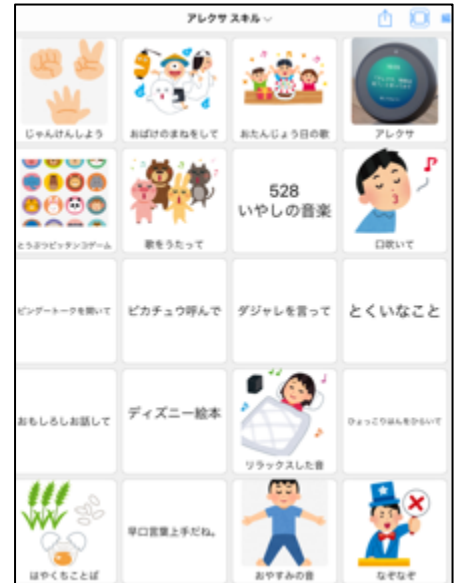 アレクサ スキル
じゃんけんしよう
おばけのまねをして
おたんじょう日の歌
アレクサ
どうぶつピッタンコゲーム
歌をうたって
528
いやしの音楽
口吹いて
ピングートークを開いて
ピカチュウ呼んで
ダジャレを言って
とくいなこと
おもしろしお話して
ディズニー絵本
リラックスした音
ひょっこりはんをひらいて
はやくちことば
早口言葉上手だね。
おやすみの音
なぞなぞ